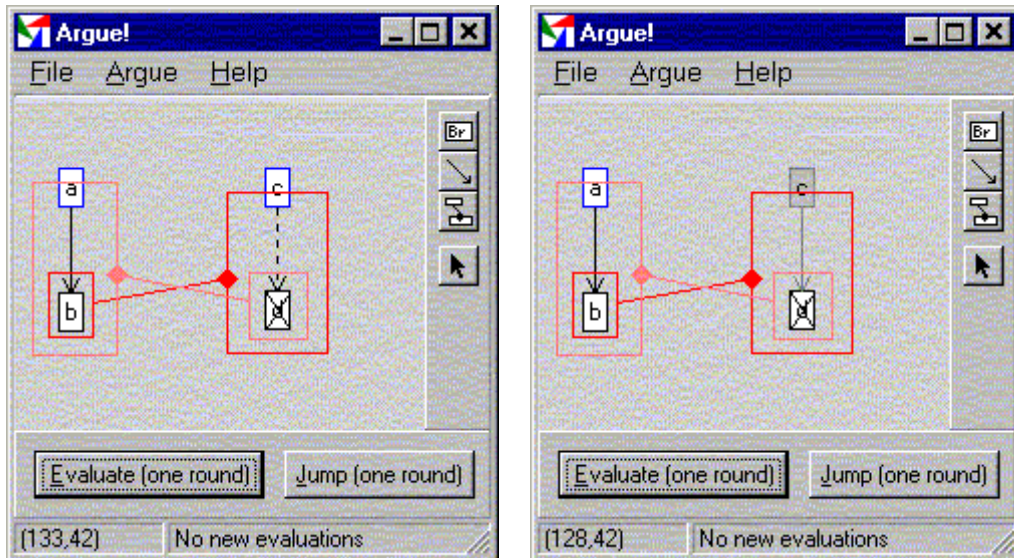 Argue!
File Argue Help
Br
a
c
b
d
Evaluate (one round)
Jump (one round)
(133,42)
No new evaluations
Argue!
File Argue Help
Br
a
c
b
d
Evaluate (one round)
Jump (one round)
(128,42)
No new evaluations